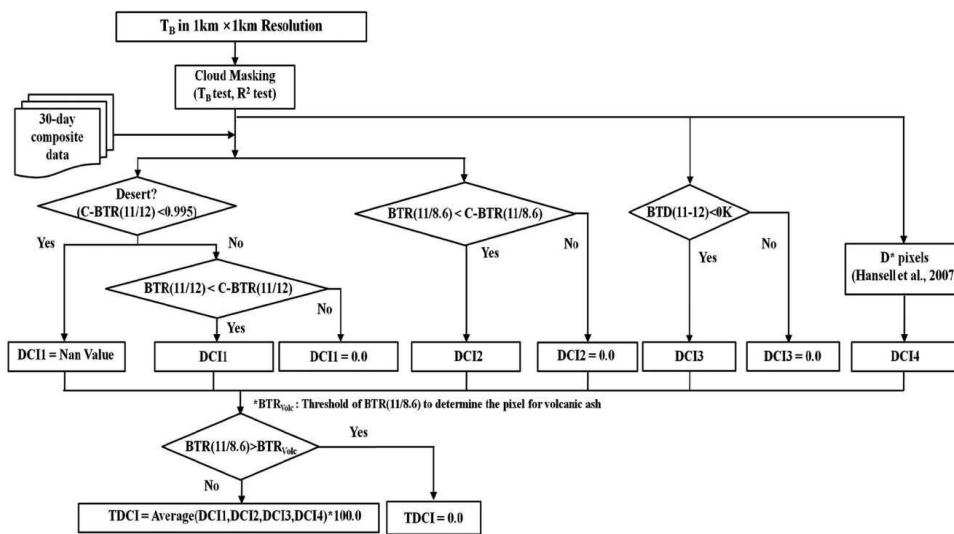 T_B in 1km ×1km Resolution
Cloud Masking
(T_B test, R² test)
30-day
composite
data
Desert?
(C-BTR(11/12) <0.995)
BTR(11/8.6) < C-BTR(11/8.6)
BTD(11-12)<0K
Yes
No
Yes
No
Yes
No
D* pixels
(Hansell et al., 2007
BTR(11/12) < C-BTR(11/12)
Yes
No
DCI1 = Nan Value
DCI1
DCI1 = 0.0
DCI2
DCI2 = 0.0
DCI3
DCI3 = 0.0
DCI4
*BTR_Volc : Threshold of BTR(11/8.6) to determine the pixel for volcanic ash
BTR(11/8.6)>BTR_Volc
Yes
No
TDCI = Average(DCI1,DCI2,DCI3,DCI4)*100.0
TDCI = 0.0